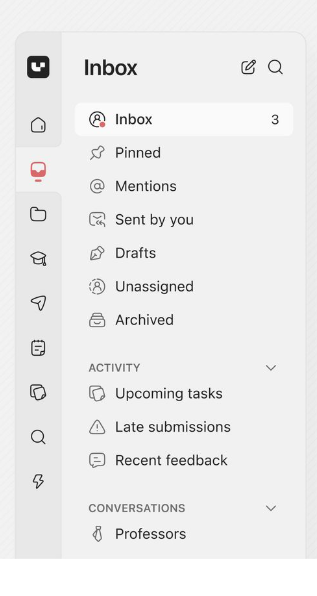 Inbox
Inbox 3
Pinned
Mentions
Sent by you
Drafts
Unassigned
Archived
ACTIVITY
Upcoming tasks
Late submissions
Recent feedback
CONVERSATIONS
Professors